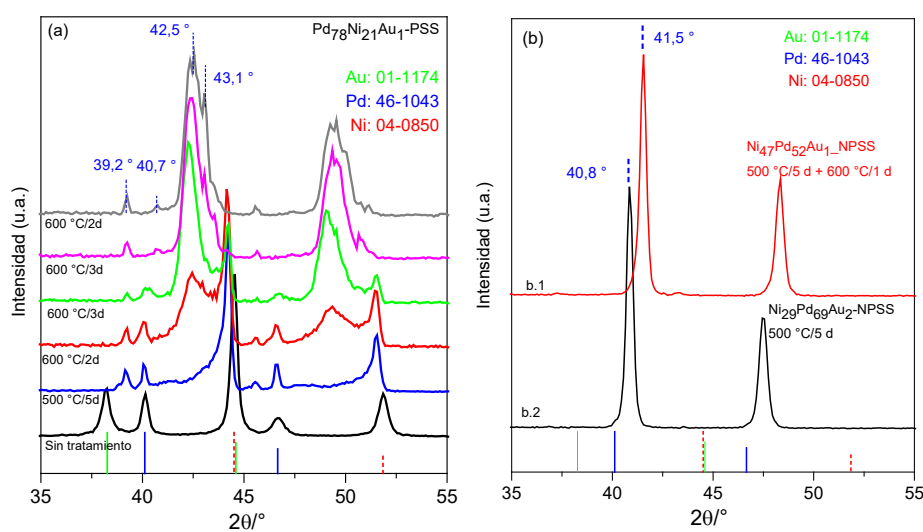 (a)
42,5 °
Pd₇₈Ni₂₁Au₁-PSS
43,1 °
Au: 01-1174
Pd: 46-1043
Ni: 04-0850
39,2 °
40,7 °
600 °C/2d
600 °C/3d
600 °C/3d
600 °C/2d
500 °C/5d
Sin tratamiento
Intensidad (u.a.)
35
40
45
50
55
2θ/°
(b)
41,5 °
Au: 01-1174
Pd: 46-1043
Ni: 04-0850
Ni₄₇Pd₅₂Au₁_NPSS
500 °C/5 d + 600 °C/1 d
40,8 °
b.1
Ni₂₉Pd₆₉Au₂-NPSS
500 °C/5 d
b.2
Intensidad (u.a.)
35
40
45
50
55
2θ/°